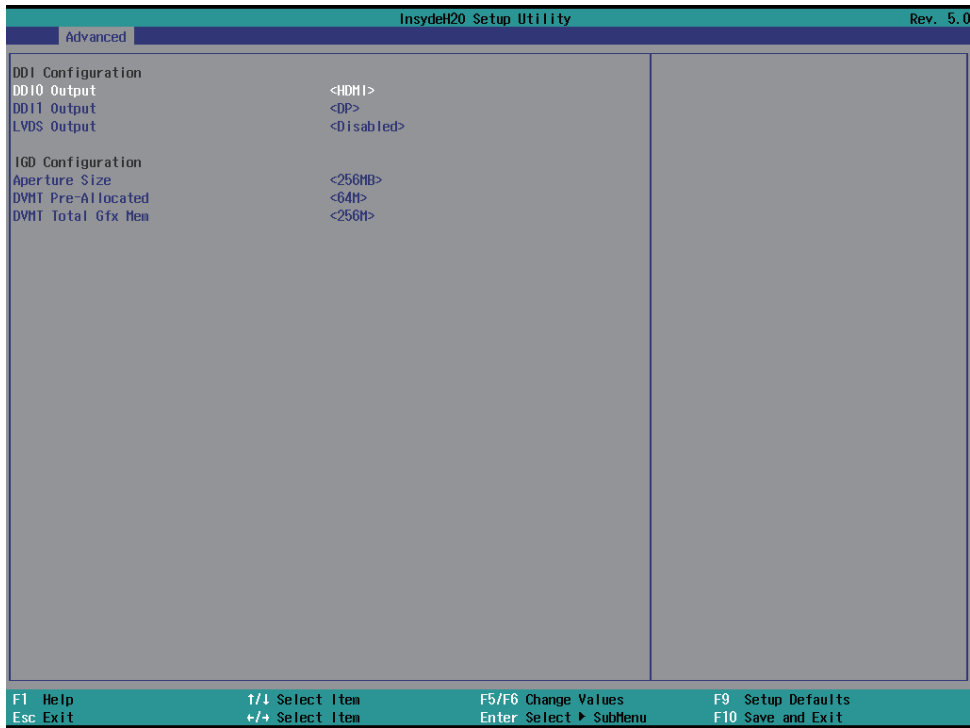 InsydeH20 Setup Utility Rev. 5.0
Advanced
DDI Configuration
DDI0 Output <HDMI>
DDI1 Output <DP>
LVDS Output <Disabled>
IGD Configuration
Aperture Size <256MB>
DVMT Pre-Allocated <64M>
DVMT Total Gfx Mem <256M>
F1 Help ↑/↓ Select Item F5/F6 Change Values F9 Setup Defaults
Esc Exit ←/→ Select Item Enter Select ▶ SubMenu F10 Save and Exit